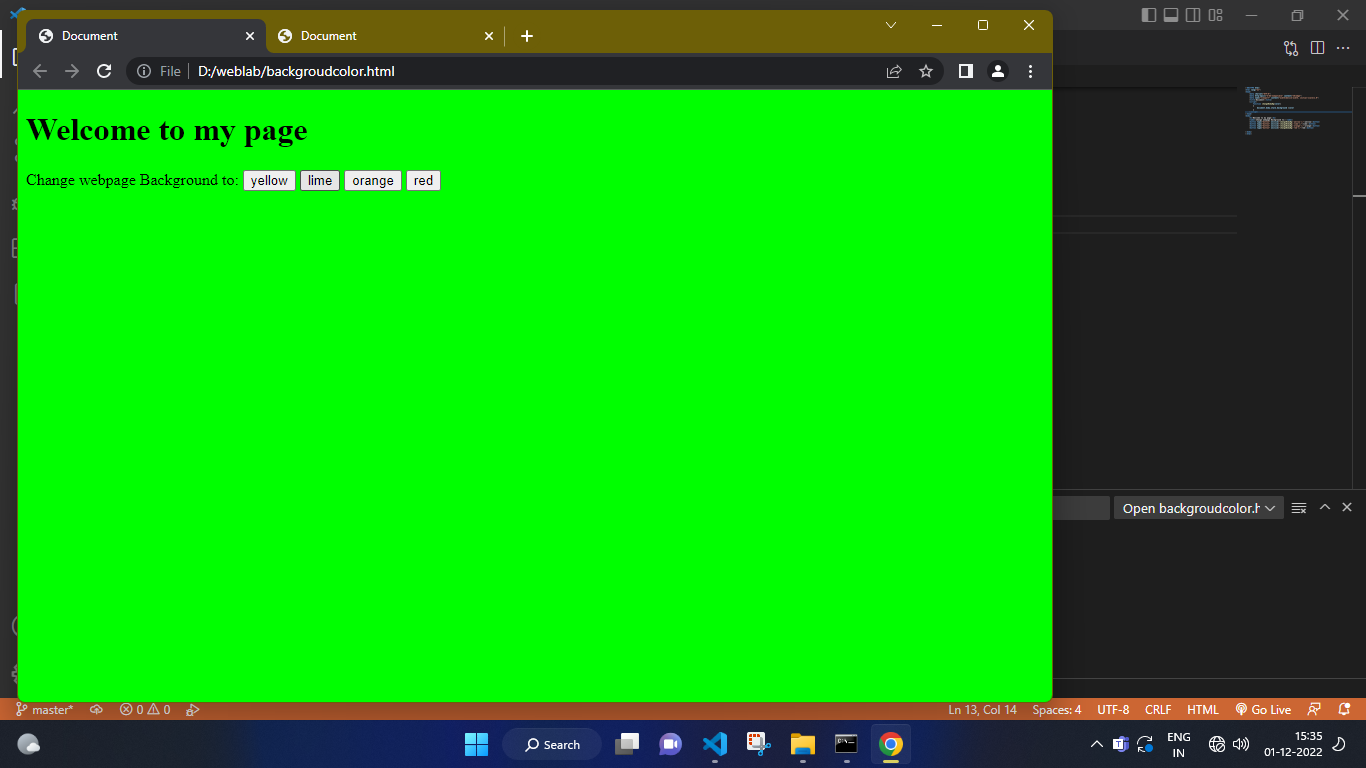 Document
Document
File
D:/weblab/backgroudcolor.html
Welcome to my page
Change webpage Background to: yellow lime orange red
Open backgroudcolor.h
master*
0
0
Ln 13, Col 14
Spaces: 4
UTF-8
CRLF
HTML
Go Live
Search
ENG
IN
15:35
01-12-2022